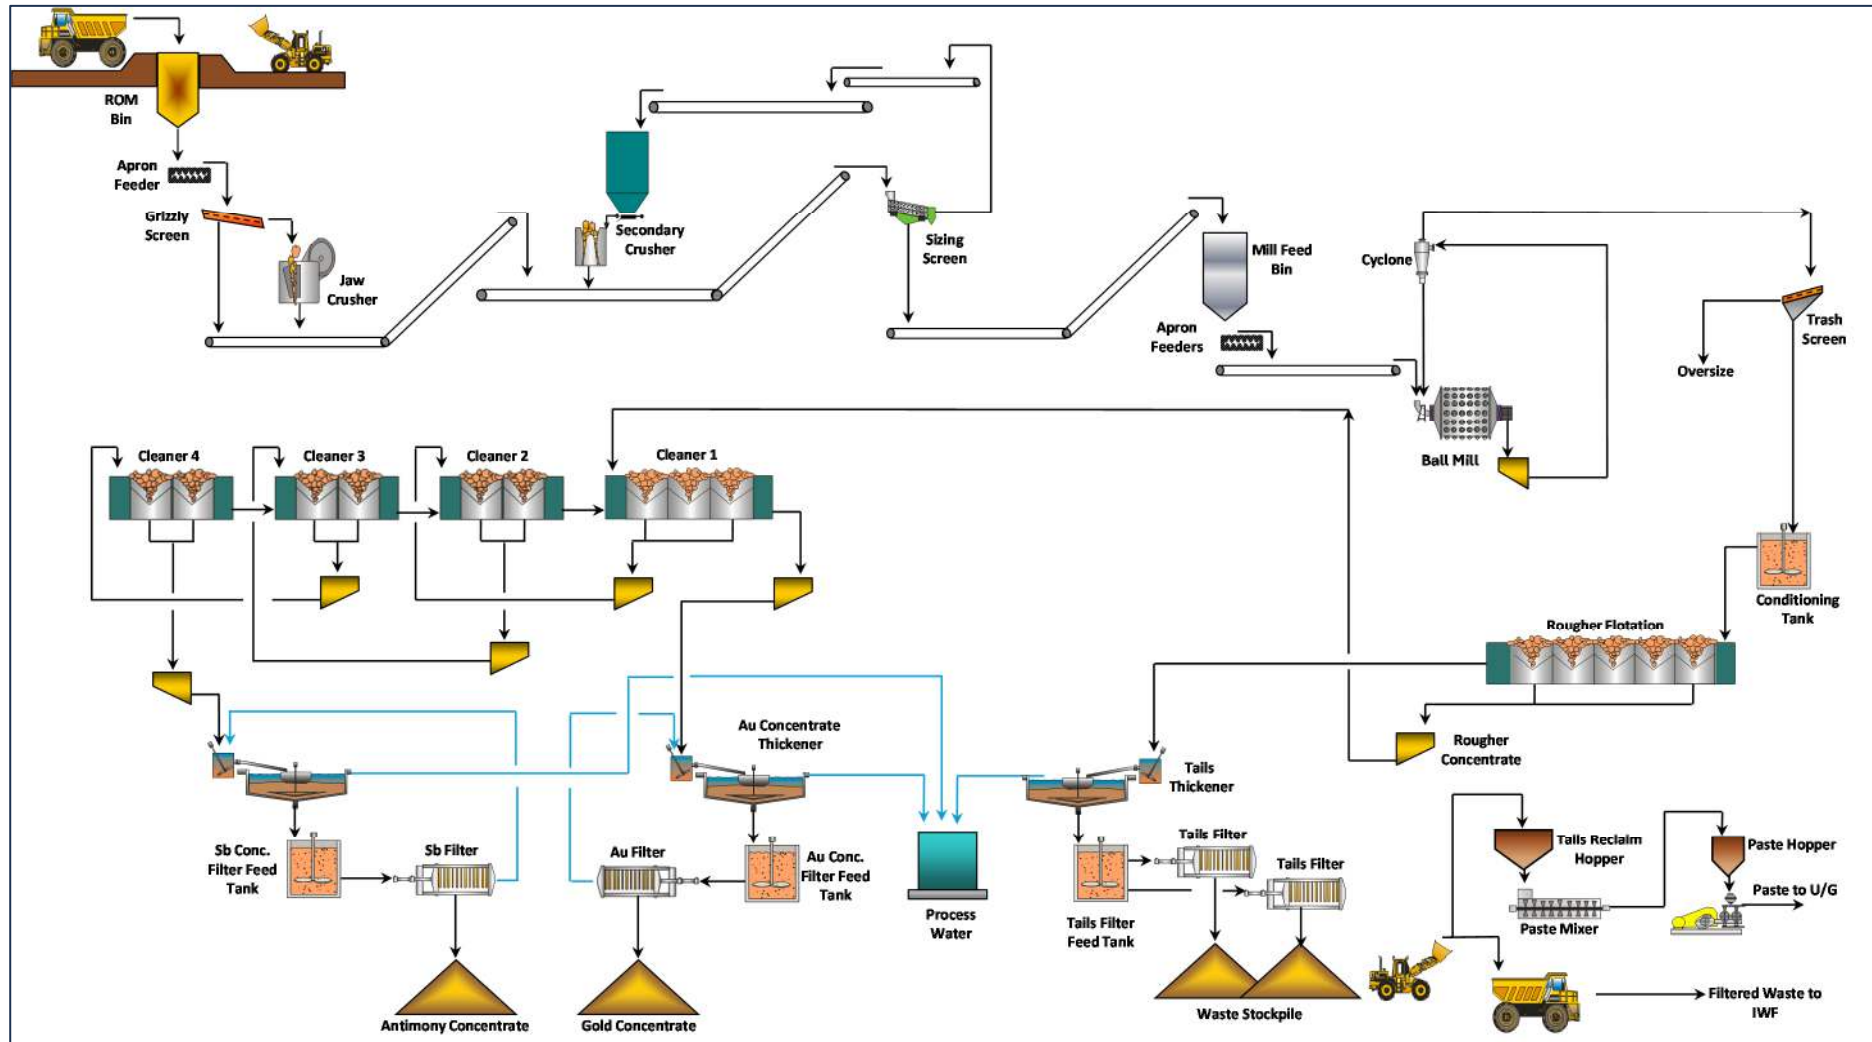 ROM
Bin
Apron
Feeder
Grizzly
Screen
Jaw
Crusher
Secondary
Crusher
Sizing
Screen
Mill Feed
Bin
Apron
Feeders
Cyclone
Trash
Screen
Oversize
Ball Mill
Cleaner 4
Cleaner 3
Cleaner 2
Cleaner 1
Conditioning
Tank
Rougher Flotation
Rougher
Concentrate
Au Concentrate
Thickener
Tails
Thickener
Sb Conc.
Filter Feed
Tank
Sb Filter
Au Filter
Au Conc.
Filter Feed
Tank
Process
Water
Tails Filter
Tails Filter
Tails Filter
Feed Tank
Tails Reclaim
Hopper
Paste Hopper
Paste Mixer
Paste to U/G
Antimony Concentrate
Gold Concentrate
Waste Stockpile
Filtered Waste to
IWF